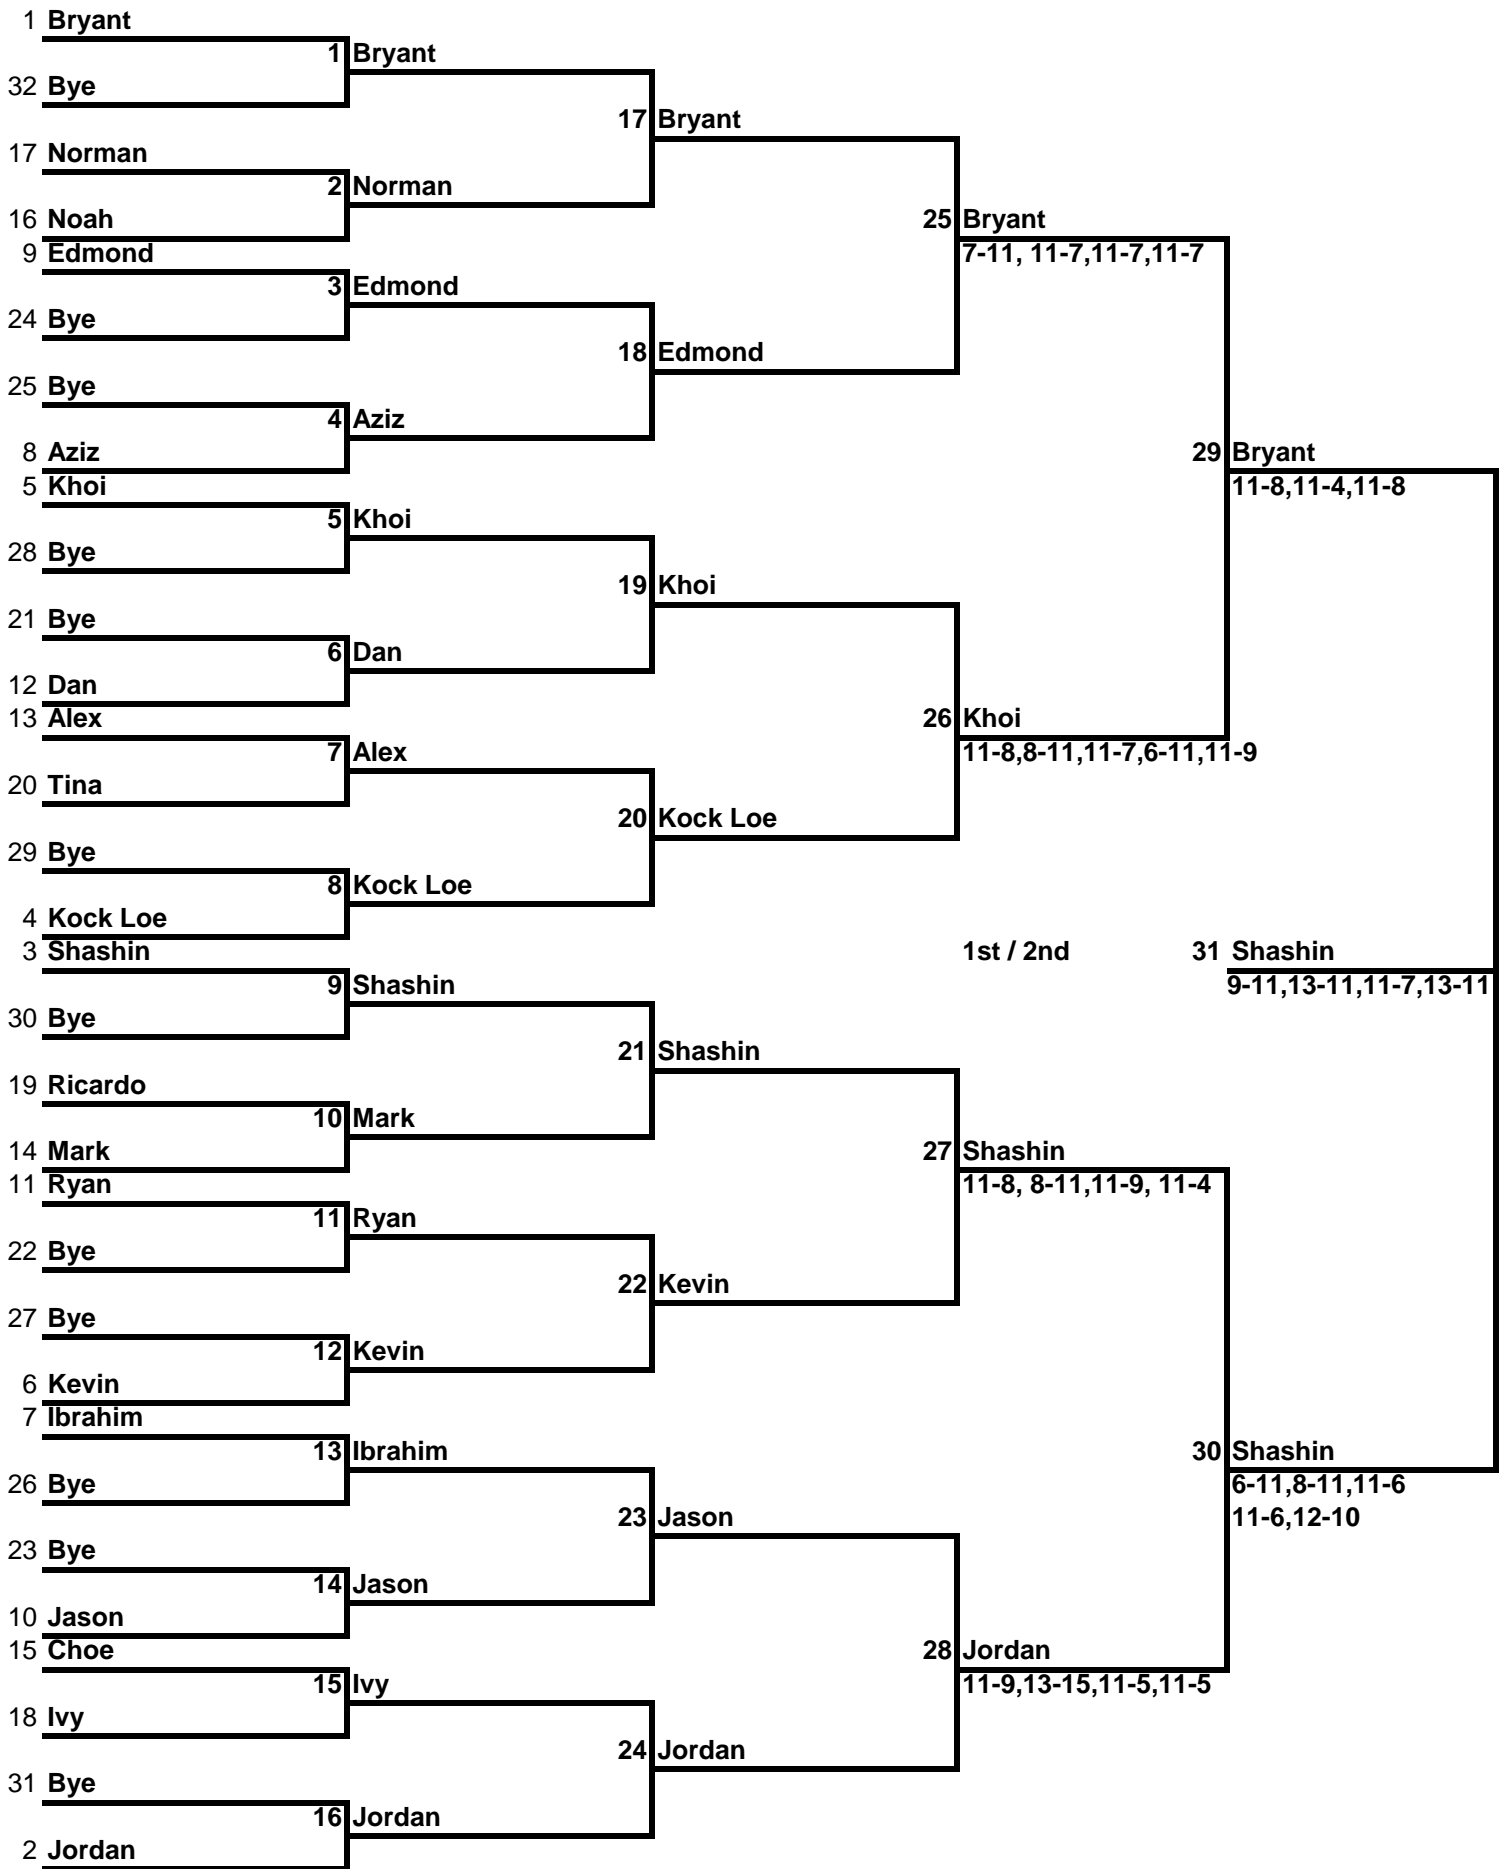 1 Bryant
1 Bryant
32 Bye
17 Bryant
17 Norman
2 Norman
16 Noah
25 Bryant
9 Edmond
7-11, 11-7,11-7,11-7
3 Edmond
24 Bye
18 Edmond
25 Bye
4 Aziz
8 Aziz
29 Bryant
5 Khoi
11-8,11-4,11-8
5 Khoi
28 Bye
19 Khoi
21 Bye
6 Dan
12 Dan
13 Alex
26 Khoi
7 Alex
11-8,8-11,11-7,6-11,11-9
20 Tina
20 Kock Loe
29 Bye
8 Kock Loe
4 Kock Loe
3 Shashin
1st / 2nd
31 Shashin
9 Shashin
9-11,13-11,11-7,13-11
30 Bye
21 Shashin
19 Ricardo
10 Mark
14 Mark
27 Shashin
11 Ryan
11-8, 8-11,11-9, 11-4
11 Ryan
22 Bye
22 Kevin
27 Bye
12 Kevin
6 Kevin
7 Ibrahim
13 Ibrahim
30 Shashin
26 Bye
6-11,8-11,11-6
23 Jason
11-6,12-10
23 Bye
14 Jason
10 Jason
15 Choe
28 Jordan
15 Ivy
11-9,13-15,11-5,11-5
18 Ivy
24 Jordan
31 Bye
16 Jordan
2 Jordan